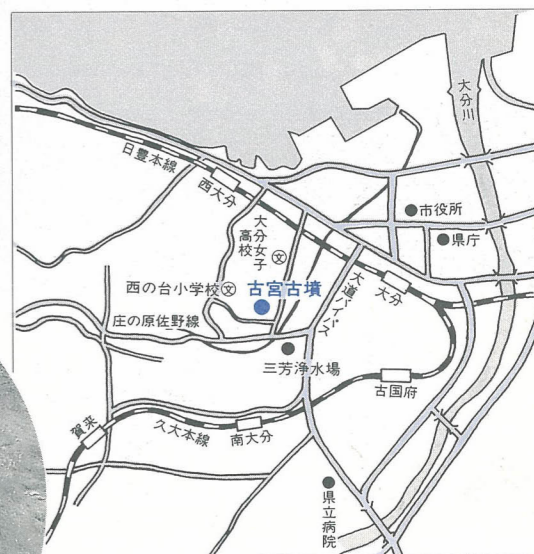 大分川
日豊本線
西大分
市役所
県庁
大分女子
高校
文
大分
西の台小学校文
古宮古墳
大道バイパス
庄の原佐野線
三芳浄水場
古国府
賀来
久大本線
南大分
県立
病院